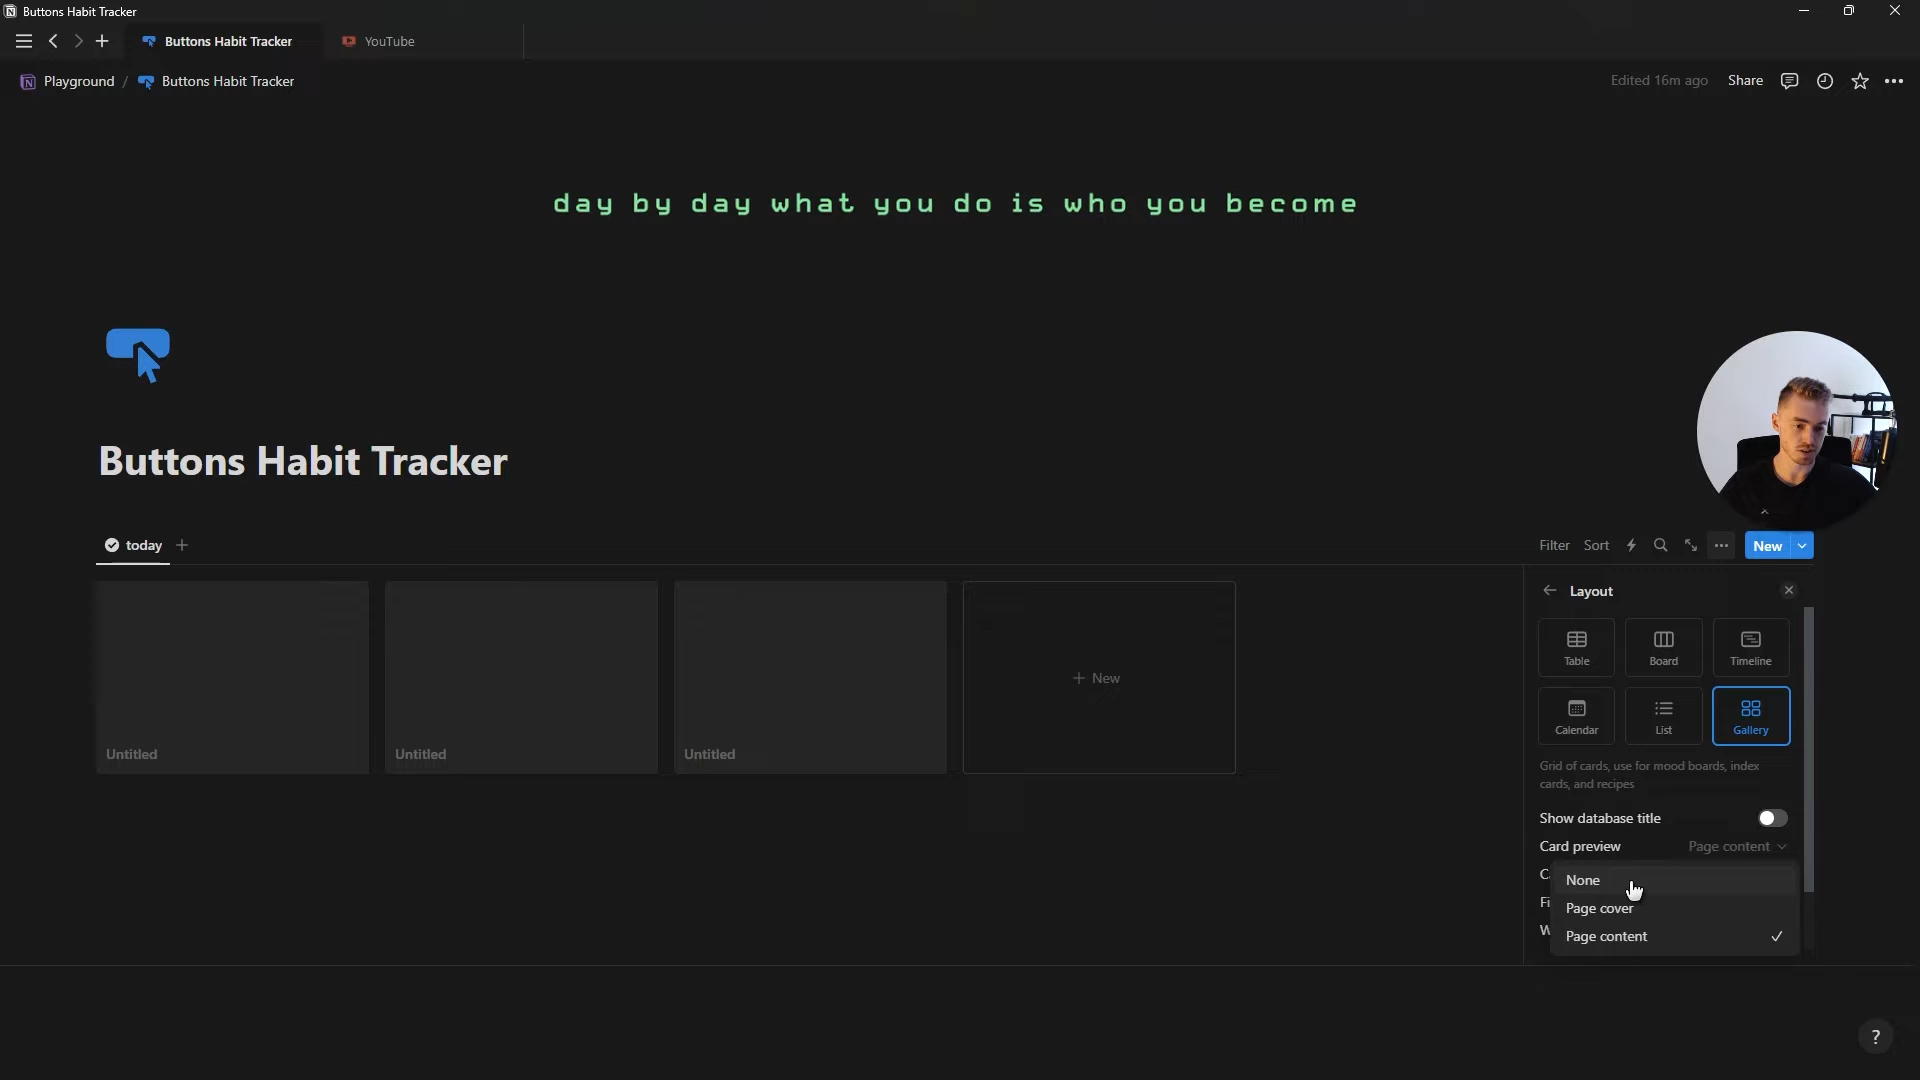 Buttons Habit Tracker
Buttons Habit Tracker
YouTube
Playground / Buttons Habit Tracker
Edited 16m ago
Share
day by day what you do is who you become
Buttons Habit Tracker
today
Filter
Sort
New
Layout
Table
Board
Timeline
Calendar
List
Gallery
Grid of cards, use for mood boards, index
cards, and recipes
Show database title
Card preview
Page content
C
None
Fi
Page cover
W
Page content
Untitled
Untitled
Untitled
+ New
?